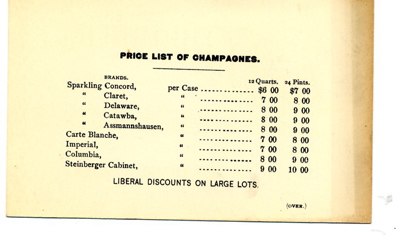 PRICE LIST OF CHAMPAGNES.
BRANDS. 12 Quarts. 24 Pints.
Sparkling Concord, per Case ............ $6 00 $7 00
“ Claret, “ ............ 7 00 8 00
“ Delaware, “ ............ 8 00 9 00
“ Catawba, “ ............ 8 00 9 00
“ Assmannshausen, “ ............ 8 00 9 00
Carte Blanche, “ ............ 7 00 8 00
Imperial, “ ............ 7 00 8 00
Columbia, “ ............ 8 00 9 00
Steinberger Cabinet, “ ............ 9 00 10 00
LIBERAL DISCOUNTS ON LARGE LOTS.
(OVER.)